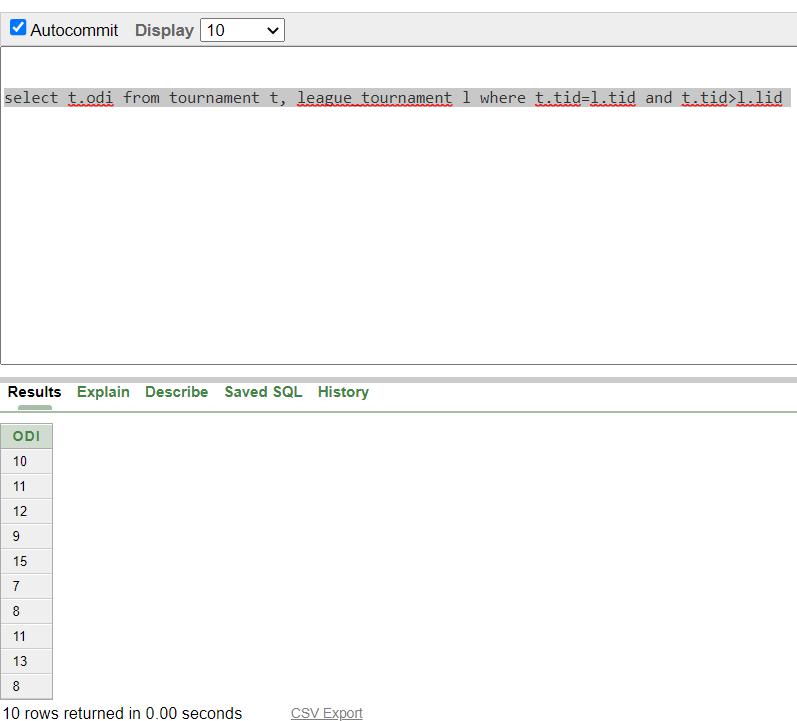 Autocommit Display 10
select t.odi from tournament t, league_tournament l where t.tid=l.tid and t.tid>l.lid
Results Explain Describe Saved SQL History
ODI
10
11
12
9
15
7
8
11
13
8
10 rows returned in 0.00 seconds CSV Export